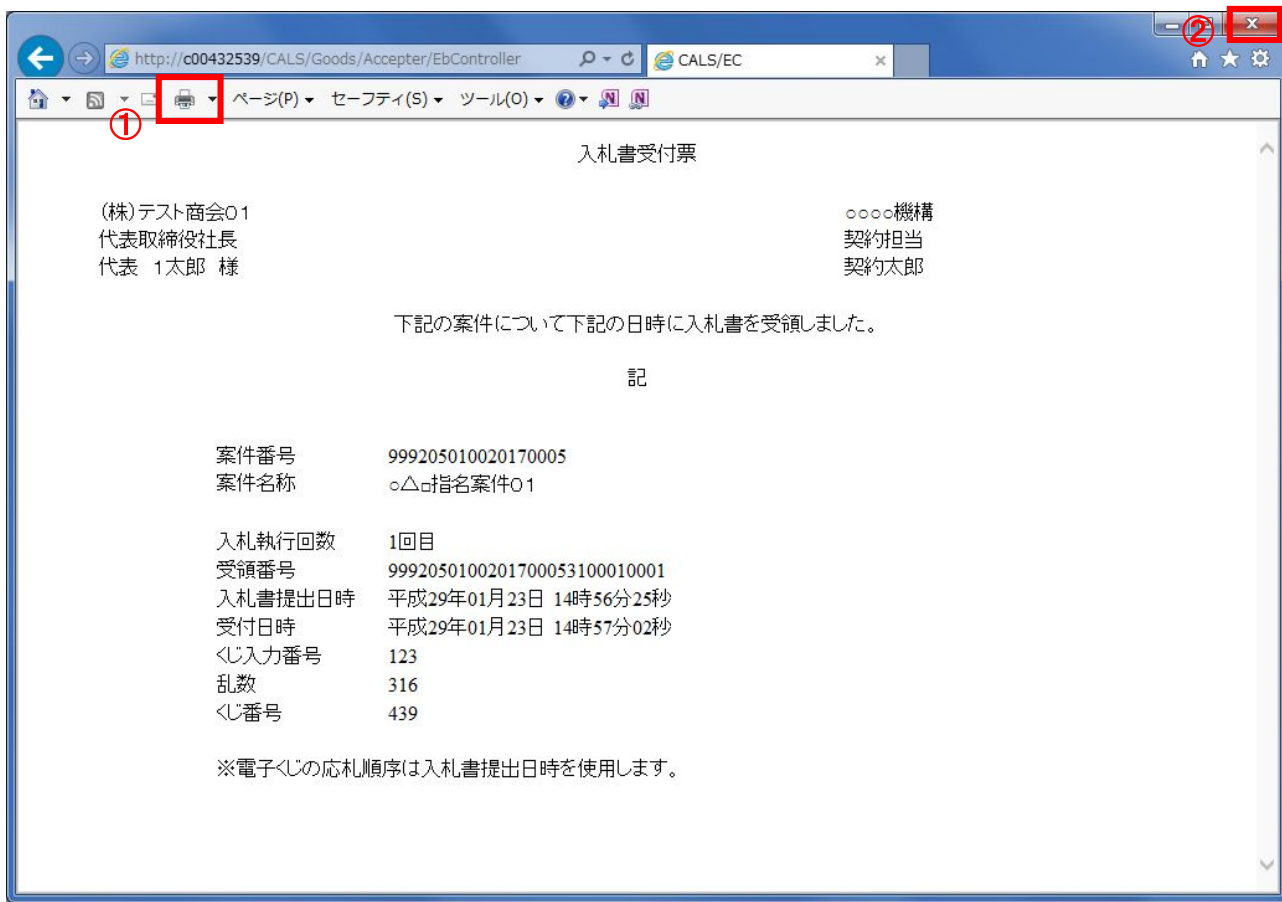 ②
http://c00432539/CALS/Goods/Accepter/EbController
CALS/EC
ページ(P) セーフティ(S) ツール(O)
①
入札書受付票
(株)テスト商会01
○○○○機構
代表取締役社長
契約担当
代表 1太郎 様
契約太郎
下記の案件について下記の日時に入札書を受領しました。
記
案件番号 999205010020170005
案件名称 ○△□指名案件01
入札執行回数 1回目
受領番号 9992050100201700053100010001
入札書提出日時 平成29年01月23日 14時56分25秒
受付日時 平成29年01月23日 14時57分02秒
くじ入力番号 123
乱数 316
くじ番号 439
※電子くじの応札順序は入札書提出日時を使用します。